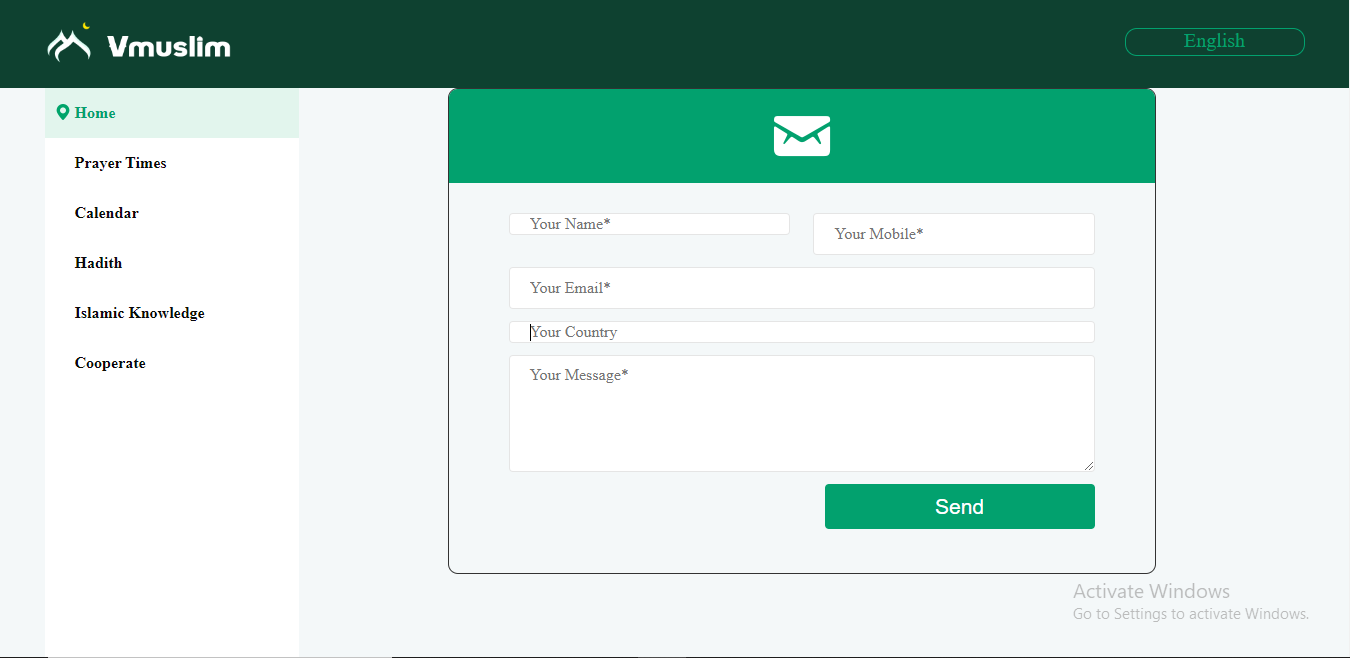 Vmuslim
English
Home
Prayer Times
Calendar
Hadith
Islamic Knowledge
Cooperate
Your Name*
Your Mobile*
Your Email*
Your Country
Your Message*
Send
Activate Windows
Go to Settings to activate Windows.